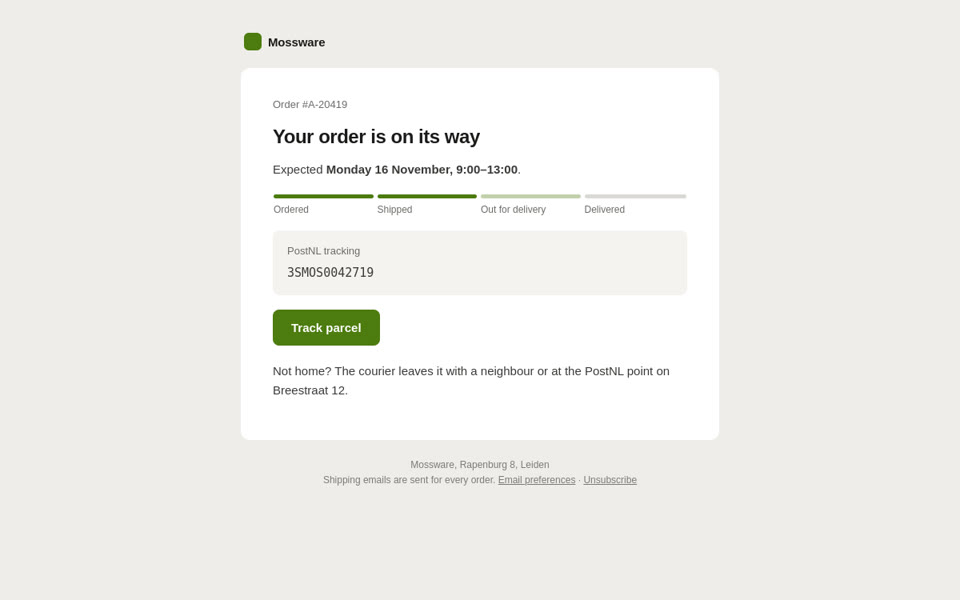 Mossware
Order #A-20419
Your order is on its way
Expected Monday 16 November, 9:00–13:00.
Ordered
Shipped
Out for delivery
Delivered
PostNL tracking
3SMOS0042719
Track parcel
Not home? The courier leaves it with a neighbour or at the PostNL point on
Breestraat 12.
Mossware, Rapenburg 8, Leiden
Shipping emails are sent for every order. Email preferences · Unsubscribe